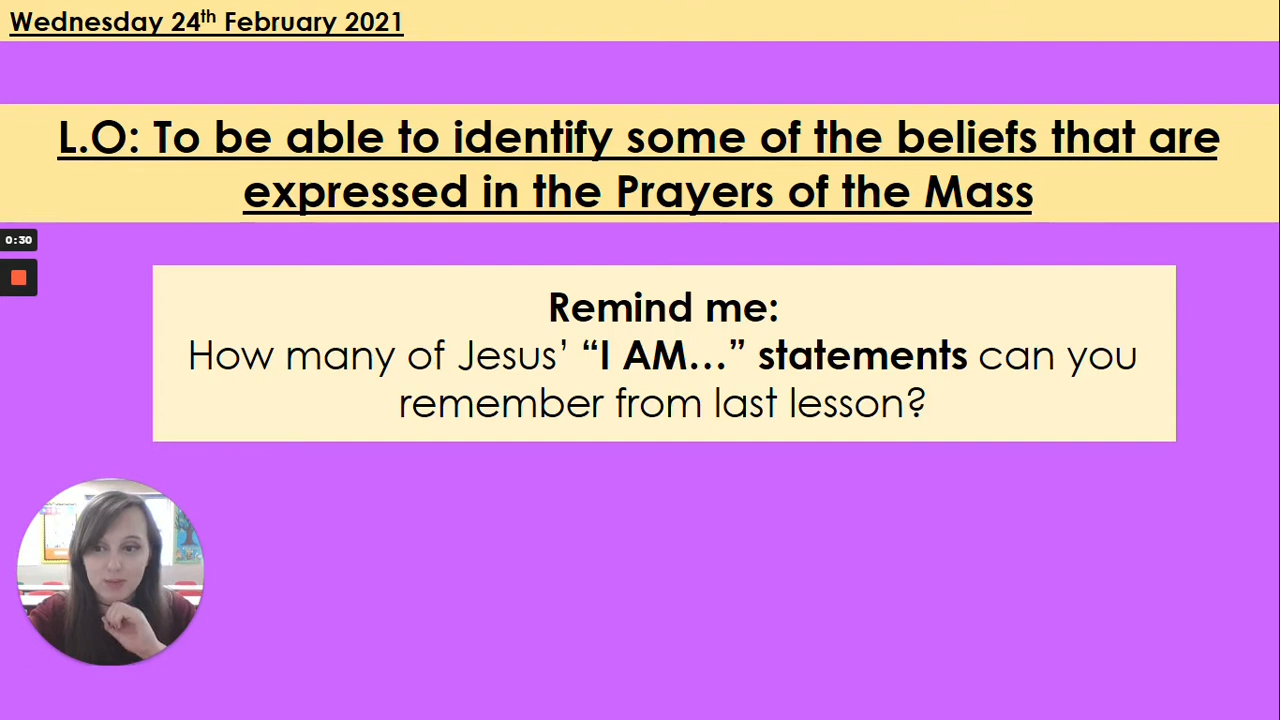 Wednesday 24th February 2021
L.O: To be able to identify some of the beliefs that are
expressed in the Prayers of the Mass
0:30
Remind me:
How many of Jesus’ “I AM…” statements can you
remember from last lesson?